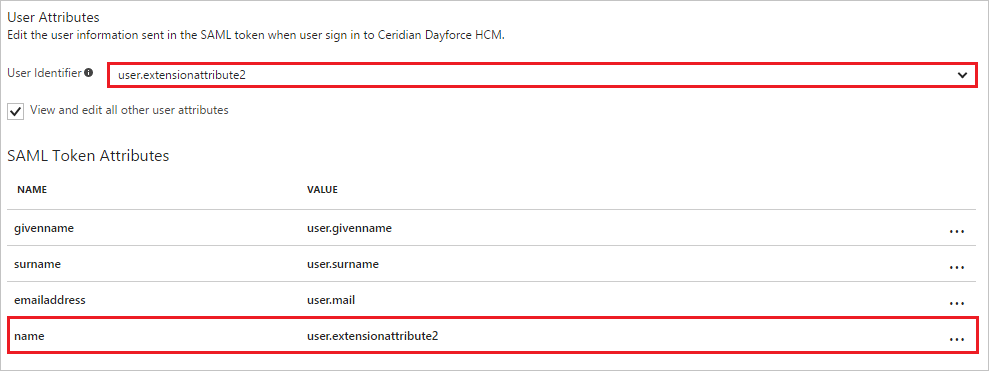 User Attributes
Edit the user information sent in the SAML token when user sign in to Ceridian Dayforce HCM.
User Identifier
user.extensionattribute2
View and edit all other user attributes
SAML Token Attributes
NAME VALUE
givenname user.givenname ...
surname user.surname ...
emailaddress user.mail ...
name user.extensionattribute2 ...